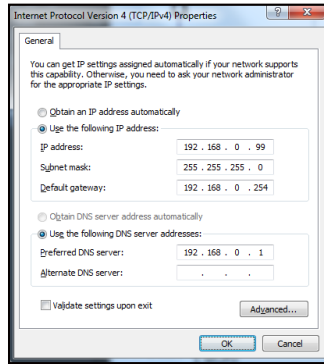 Internet Protocol Version 4 (TCP/IPv4) Properties
General
You can get IP settings assigned automatically if your network supports
this capability. Otherwise, you need to ask your network administrator
for the appropriate IP settings.
Obtain an IP address automatically
Use the following IP address:
IP address: 192 . 168 . 0 . 99
Subnet mask: 255 . 255 . 255 . 0
Default gateway: 192 . 168 . 0 . 254
Obtain DNS server address automatically
Use the following DNS server addresses:
Preferred DNS server: 192 . 168 . 0 . 1
Alternate DNS server: . . .
Validate settings upon exit
Advanced...
OK Cancel